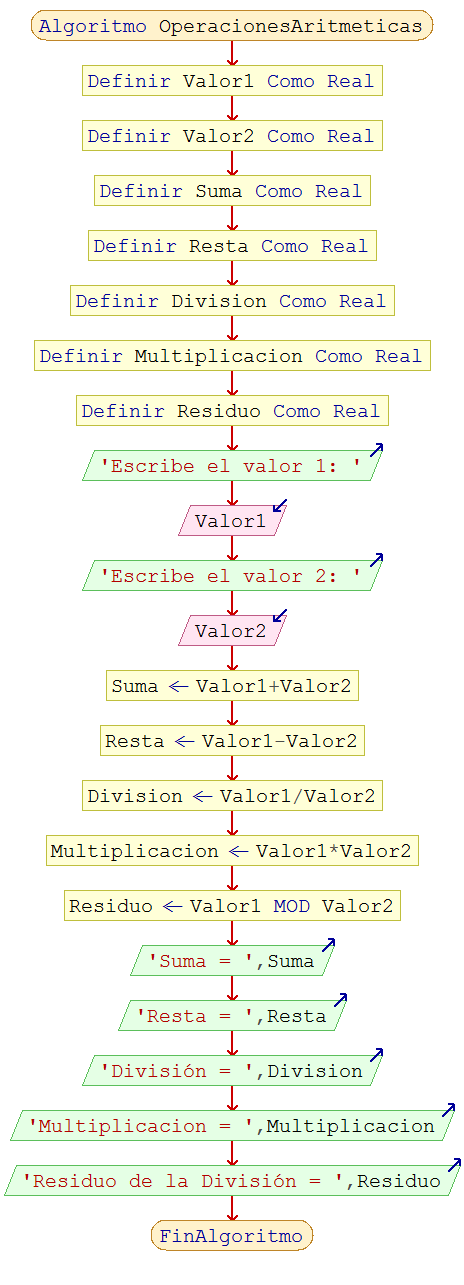 Algoritmo OperacionesAritmeticas
Definir Valor1 Como Real
Definir Valor2 Como Real
Definir Suma Como Real
Definir Resta Como Real
Definir Division Como Real
Definir Multiplicacion Como Real
Definir Residuo Como Real
'Escribe el valor 1: '
Valor1
'Escribe el valor 2: '
Valor2
Suma ← Valor1+Valor2
Resta ← Valor1-Valor2
Division ← Valor1/Valor2
Multiplicacion ← Valor1*Valor2
Residuo ← Valor1 MOD Valor2
'Suma = ',Suma
'Resta = ',Resta
'División = ',Division
'Multiplicacion = ',Multiplicacion
'Residuo de la División = ',Residuo
FinAlgoritmo